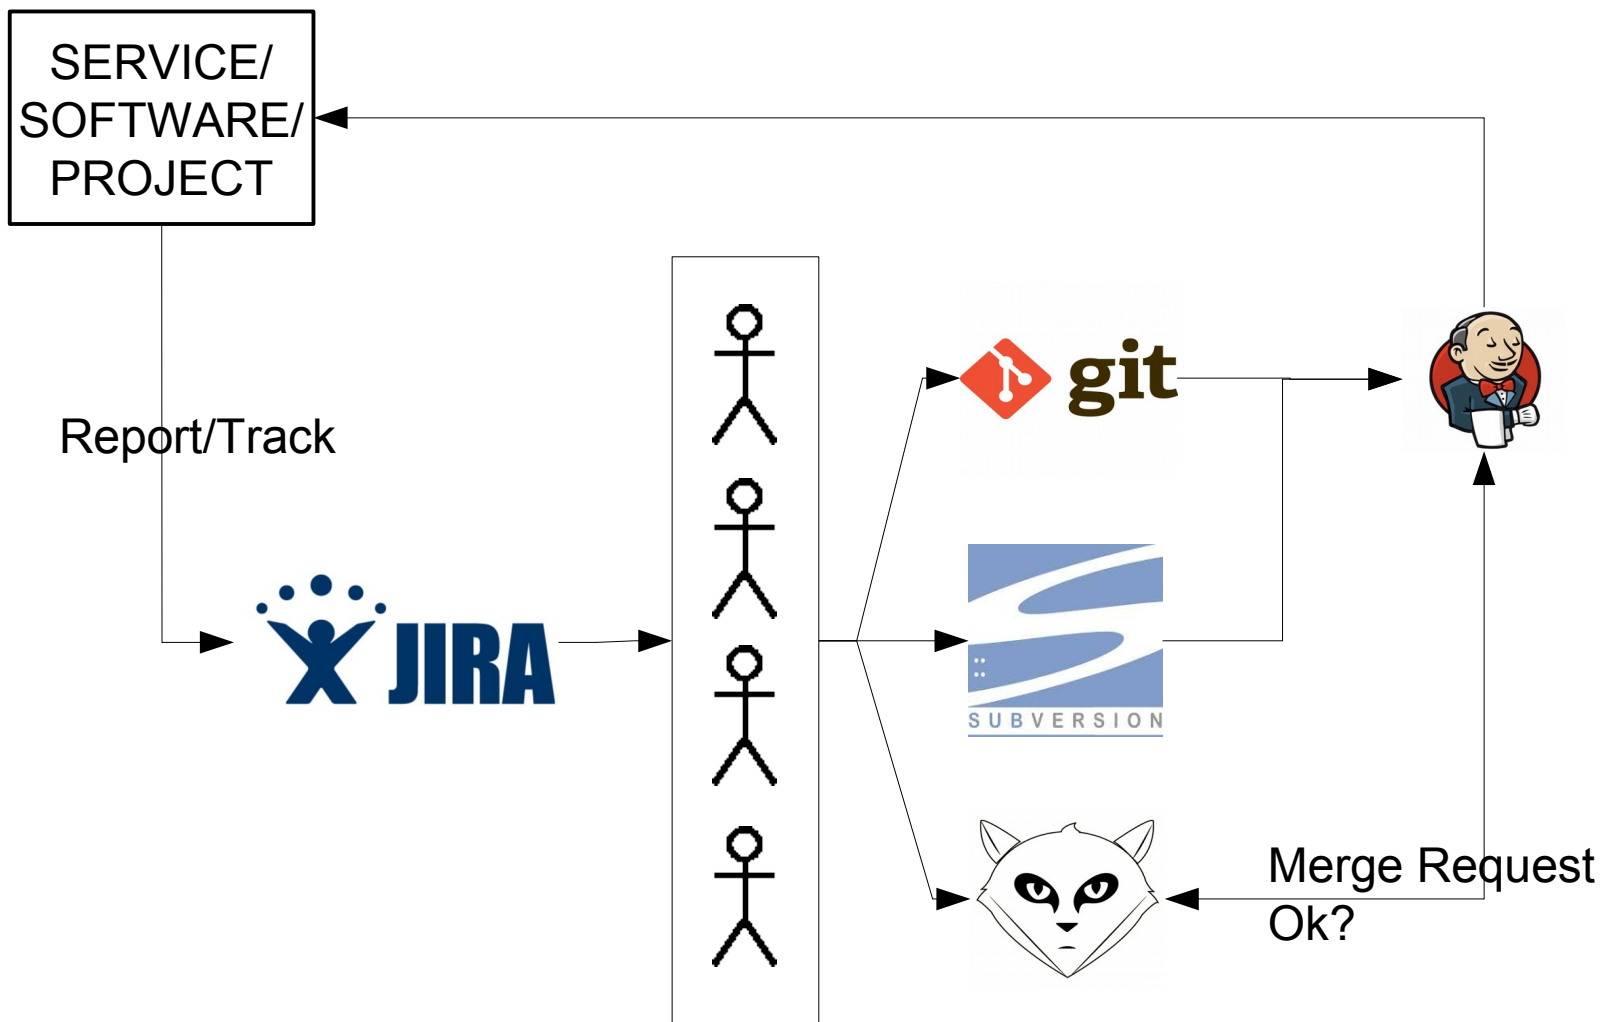 SERVICE/
SOFTWARE/
PROJECT
Report/Track
JIRA
git
SUBVERSION
Merge Request
Ok?